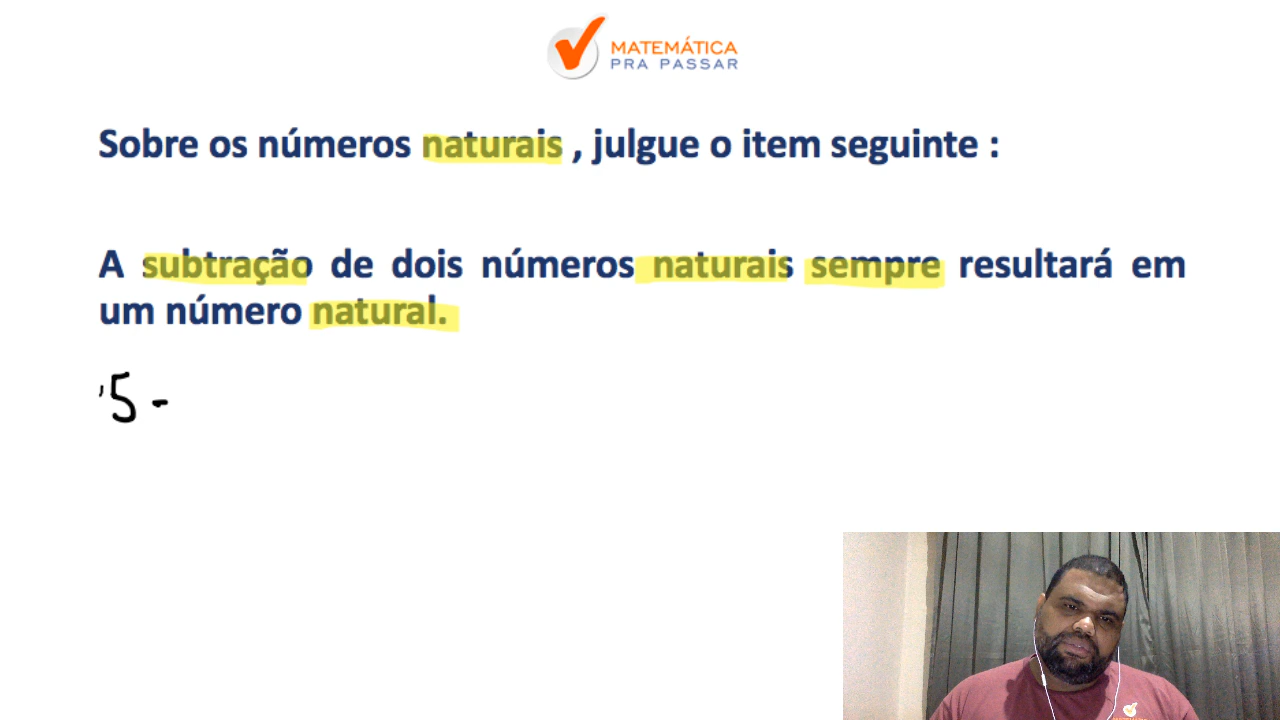 MATEMÁTICA
PRA PASSAR
Sobre os números naturais , julgue o item seguinte :
A subtração de dois números naturais sempre resultará em
um número natural.
5 -